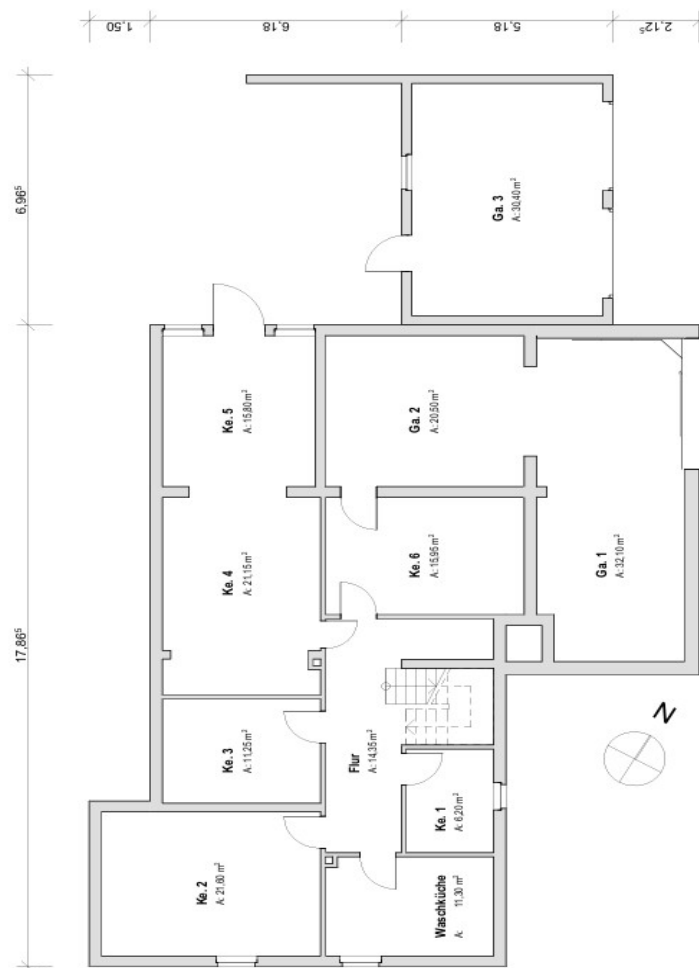 1,50
6,18
5,18
2,12⁵
6,96⁵
17,86⁵
Ga. 3
A: 30,40 m²
Ke. 5
A: 15,80 m²
Ga. 2
A: 20,50 m²
Ke. 4
A: 21,15 m²
Ke. 6
A: 15,95 m²
Ga. 1
A: 32,10 m²
Ke. 3
A: 11,25 m²
Flur
A: 14,35 m²
Ke. 1
A: 6,20 m²
Ke. 2
A: 21,60 m²
Waschküche
A: 11,30 m²
N